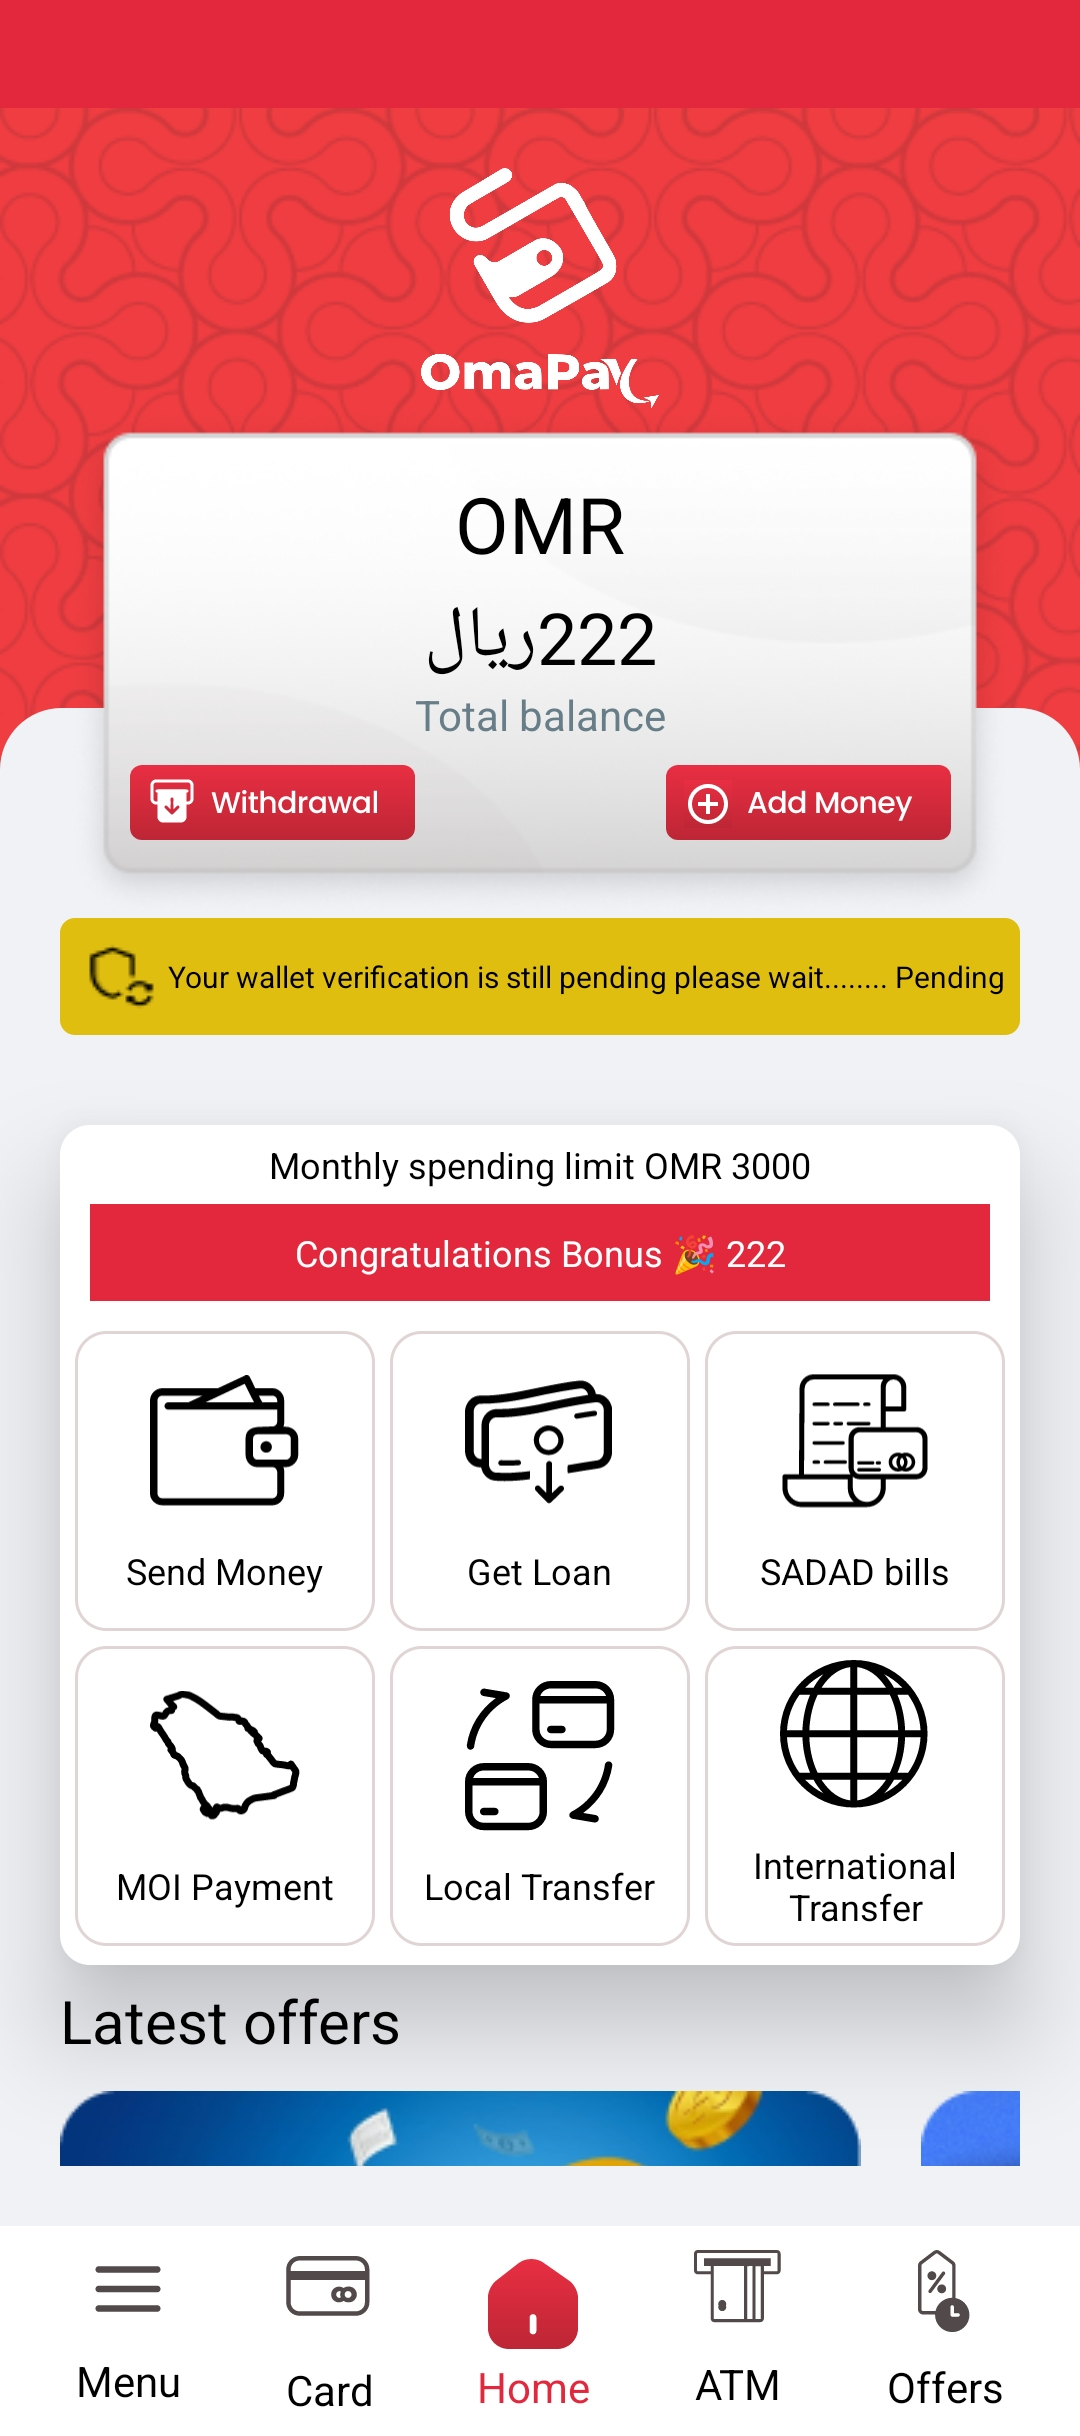 OmaPay
OMR
222ریال
Total balance
Withdrawal
Add Money
Your wallet verification is still pending please wait........ Pending
Monthly spending limit OMR 3000
Congratulations Bonus 🎉 222
Send Money
Get Loan
SADAD bills
MOI Payment
Local Transfer
International
Transfer
Latest offers
Menu
Card
Home
ATM
Offers